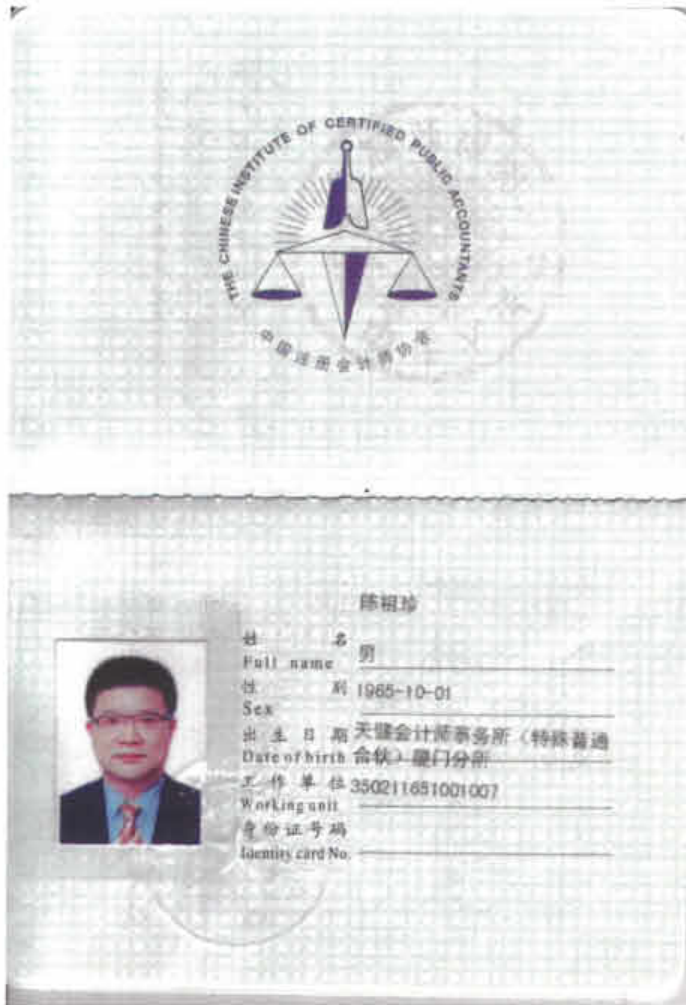 THE CHINESE INSTITUTE OF CERTIFIED PUBLIC ACCOUNTANTS
中国注册会计师协会
陈祖珍
姓 名
Full name
男
性 别
Sex
1965-10-01
出生日期
Date of birth
天健会计师事务所（特殊普通
合伙）厦门分所
工作单位
Working unit
350211651001007
身份证号码
Identity card No.